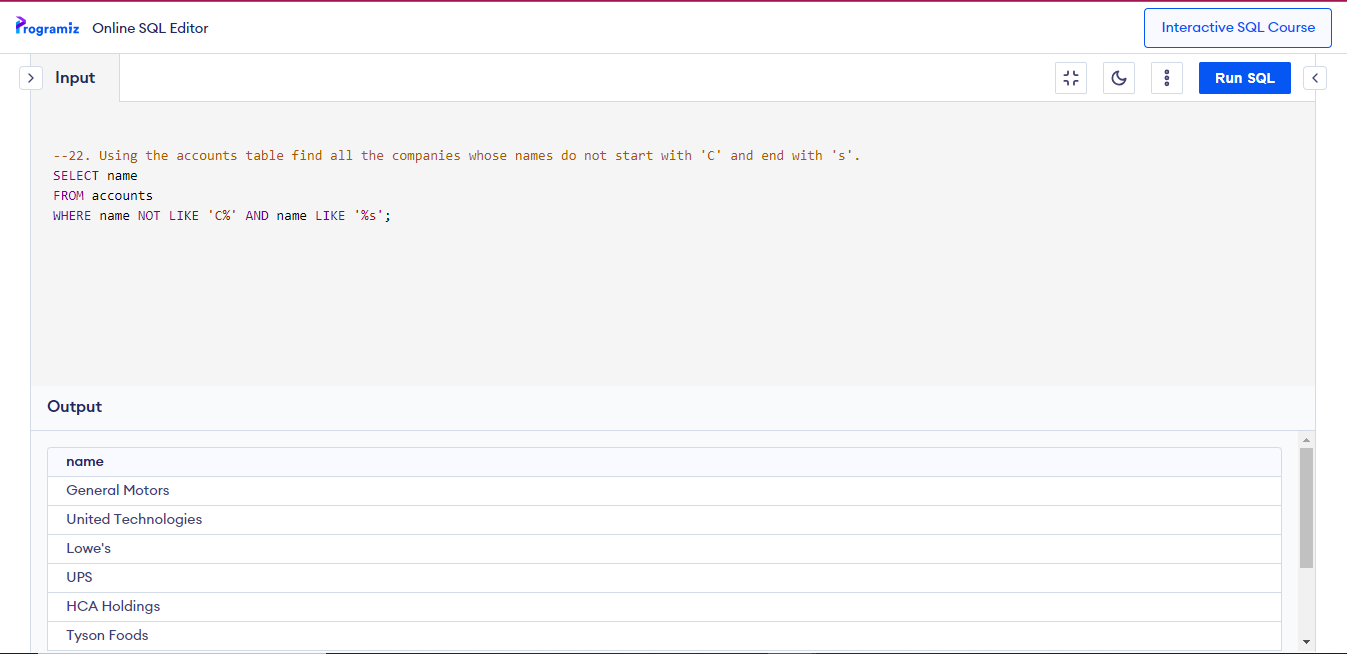 Programiz Online SQL Editor Interactive SQL Course
Input Run SQL
--22. Using the accounts table find all the companies whose names do not start with 'C' and end with 's'.
SELECT name
FROM accounts
WHERE name NOT LIKE 'C%' AND name LIKE '%s';
Output
name
General Motors
United Technologies
Lowe's
UPS
HCA Holdings
Tyson Foods